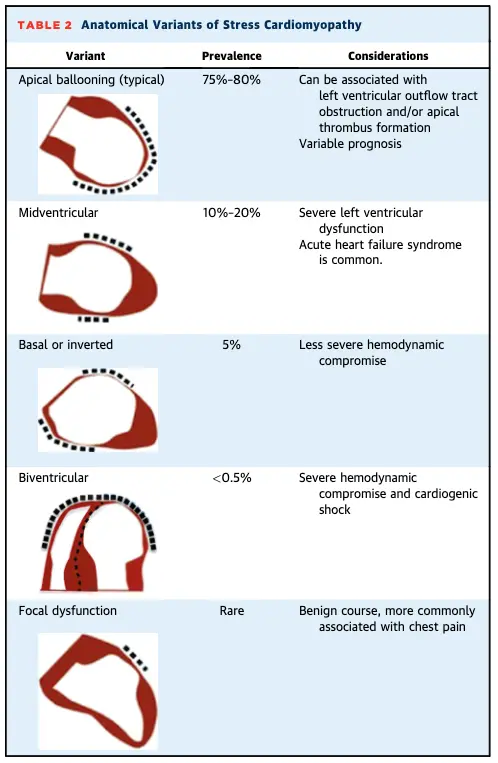 TABLE 2 Anatomical Variants of Stress Cardiomyopathy
Variant Prevalence Considerations
Apical ballooning (typical) 75%-80% Can be associated with
left ventricular outflow tract
obstruction and/or apical
thrombus formation
Variable prognosis
Midventricular 10%-20% Severe left ventricular
dysfunction
Acute heart failure syndrome
is common.
Basal or inverted 5% Less severe hemodynamic
compromise
Biventricular <0.5% Severe hemodynamic
compromise and cardiogenic
shock
Focal dysfunction Rare Benign course, more commonly
associated with chest pain